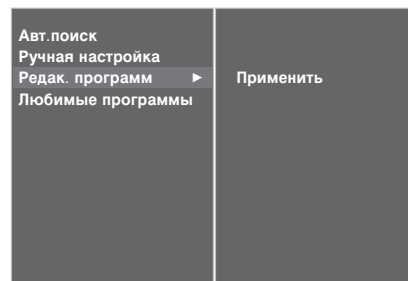 Авт.поиск
Ручная настройка
Редак. программ ► Применить
Любимые программы